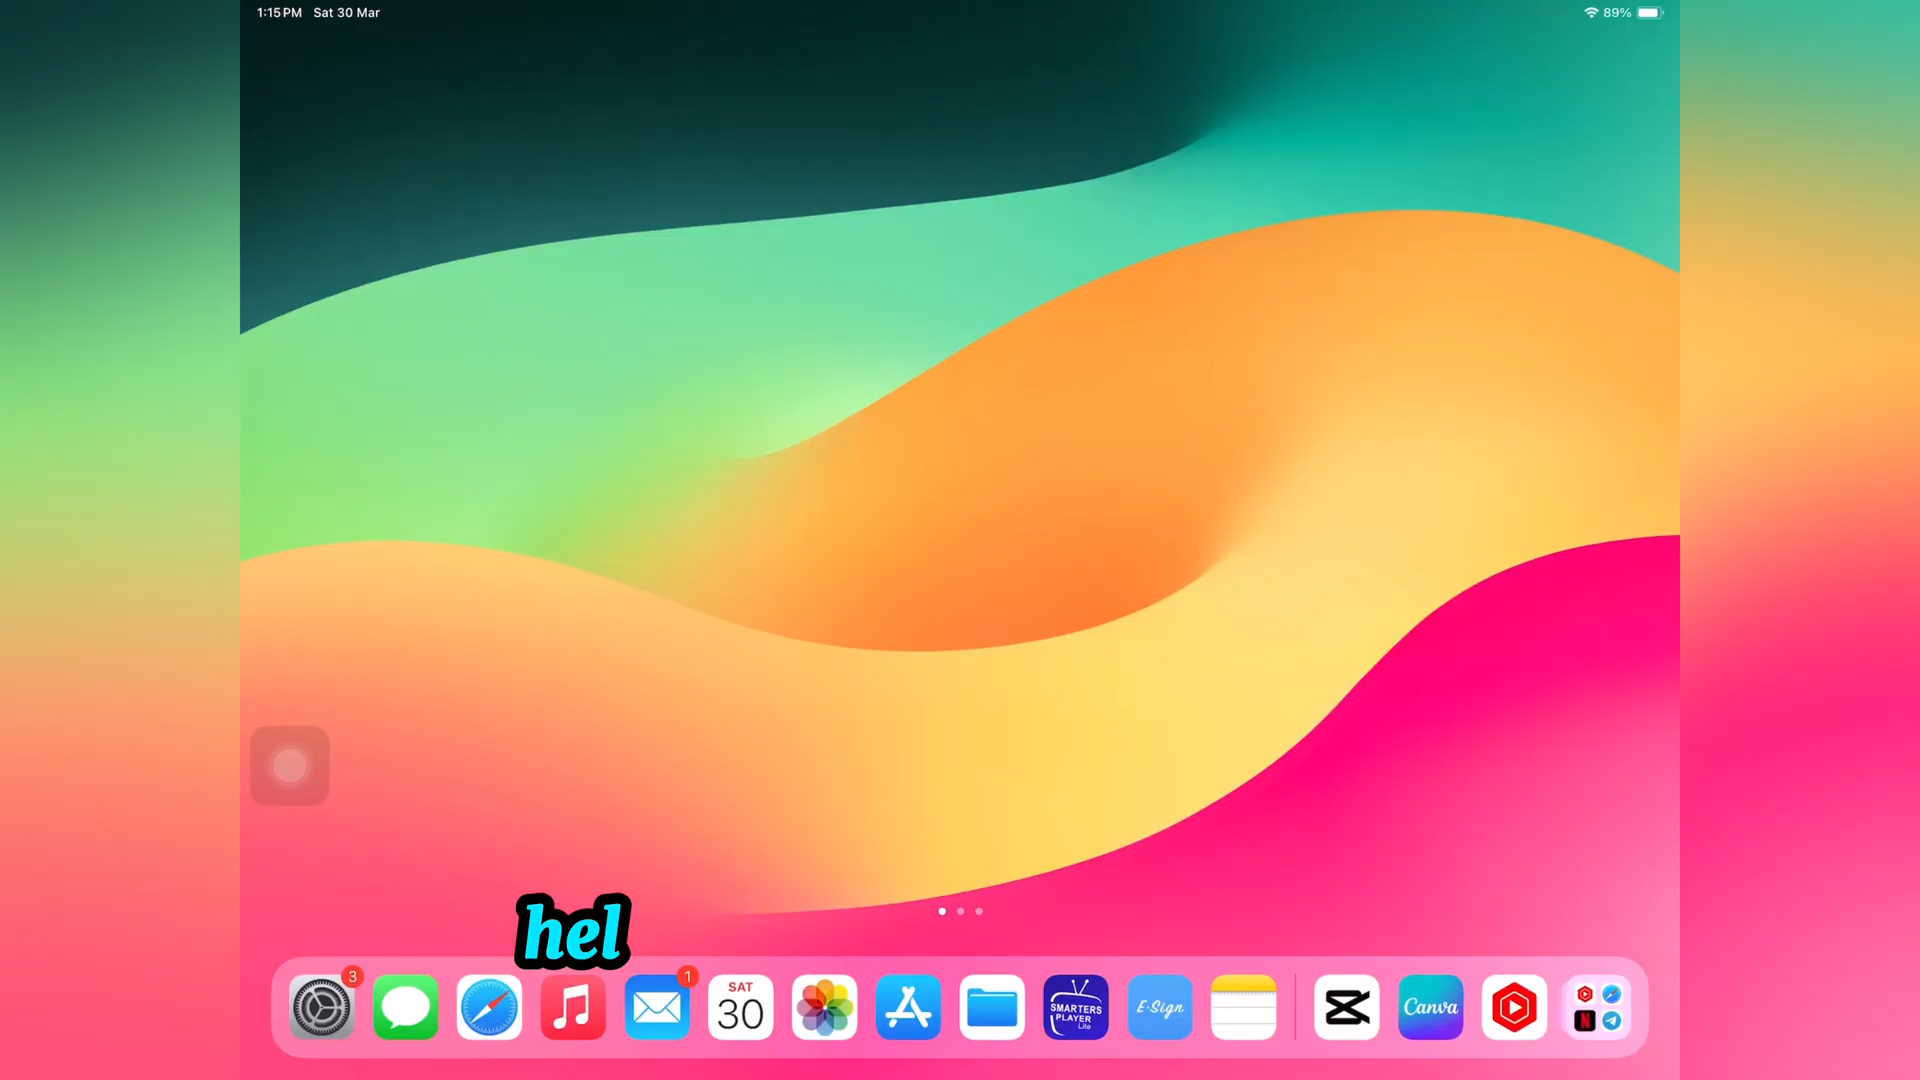 1:15 PM Sat 30 Mar
89%
hel
3
1
SAT
30
SMARTERS
PLAYER
Lite
E-Sign
Canva
N